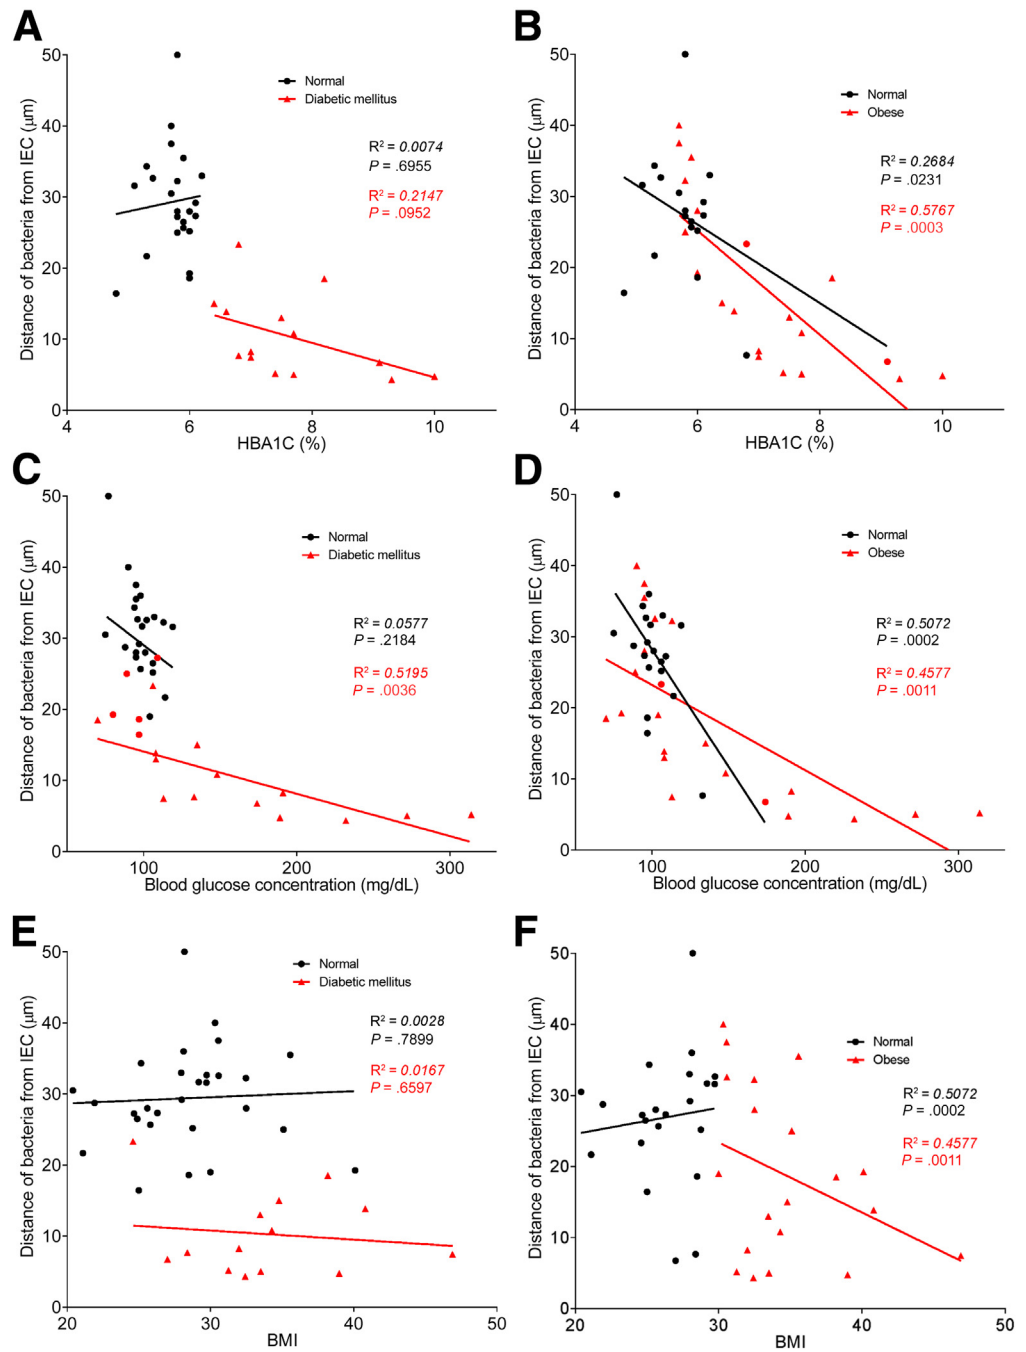 A
50
40
30
20
10
0
4
6
8
10
Distance of bacteria from IEC (μm)
HBA1C (%)
Normal
Diabetic mellitus
R² = 0.0074
P = .6955
R² = 0.2147
P = .0952
B
50
40
30
20
10
0
4
6
8
10
Distance of bacteria from IEC (μm)
HBA1C (%)
Normal
Obese
R² = 0.2684
P = .0231
R² = 0.5767
P = .0003
C
50
40
30
20
10
0
100
200
300
Distance of bacteria from IEC (μm)
Blood glucose concentration (mg/dL)
Normal
Diabetic mellitus
R² = 0.0577
P = .2184
R² = 0.5195
P = .0036
D
50
40
30
20
10
0
100
200
300
Distance of bacteria from IEC (μm)
Blood glucose concentration (mg/dL)
Normal
Obese
R² = 0.5072
P = .0002
R² = 0.4577
P = .0011
E
50
40
30
20
10
0
20
30
40
50
Distance of bacteria from IEC (μm)
BMI
Normal
Diabetic mellitus
R² = 0.0028
P = .7899
R² = 0.0167
P = .6597
F
50
40
30
20
10
0
20
30
40
50
Distance of bacteria from IEC (μm)
BMI
Normal
Obese
R² = 0.5072
P = .0002
R² = 0.4577
P = .0011